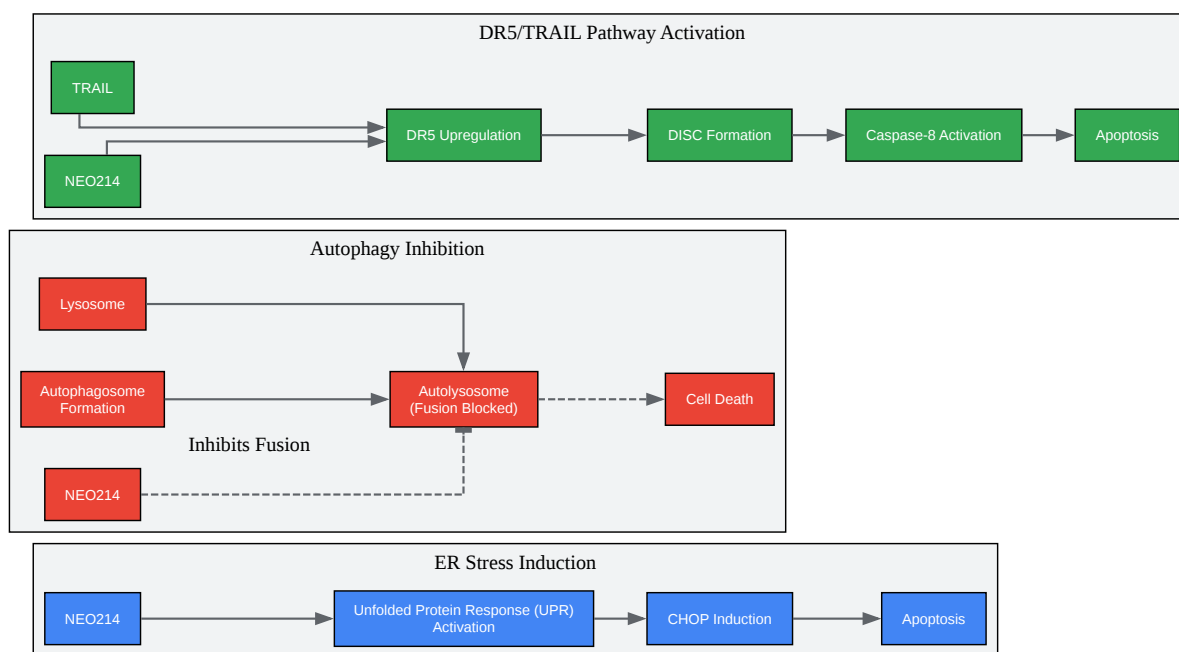 DR5/TRAIL Pathway Activation
TRAIL
NEO214
DR5 Upregulation
DISC Formation
Caspase-8 Activation
Apoptosis
Autophagy Inhibition
Lysosome
Autophagosome
Formation
Autolysosome
(Fusion Blocked)
Cell Death
Inhibits Fusion
NEO214
ER Stress Induction
NEO214
Unfolded Protein Response (UPR)
Activation
CHOP Induction
Apoptosis